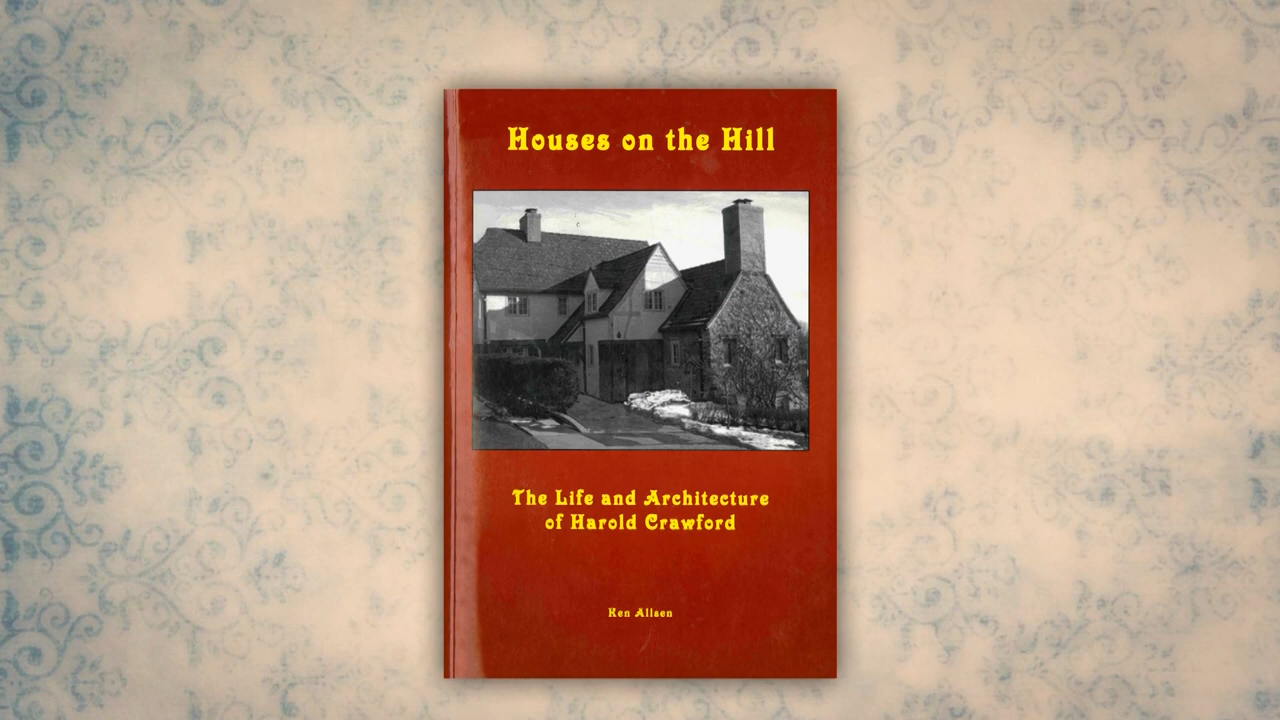 Houses on the Hill
The Life and Architecture
of Harold Crawford
Ken Allsen